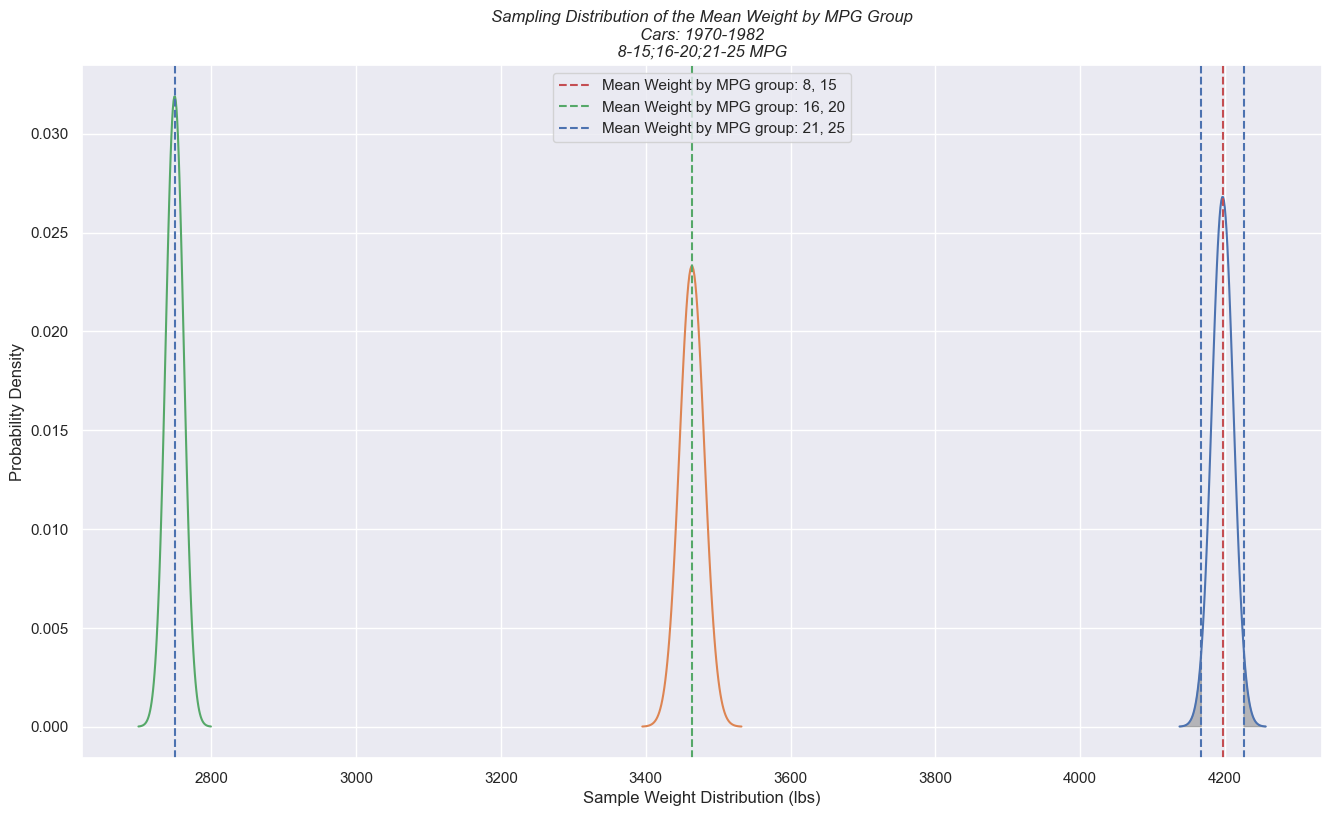 Sampling Distribution of the Mean Weight by MPG Group
Cars: 1970-1982
8-15;16-20;21-25 MPG
Mean Weight by MPG group: 8, 15
Mean Weight by MPG group: 16, 20
Mean Weight by MPG group: 21, 25
Probability Density
0.030
0.025
0.020
0.015
0.010
0.005
0.000
2800 3000 3200 3400 3600 3800 4000 4200
Sample Weight Distribution (lbs)